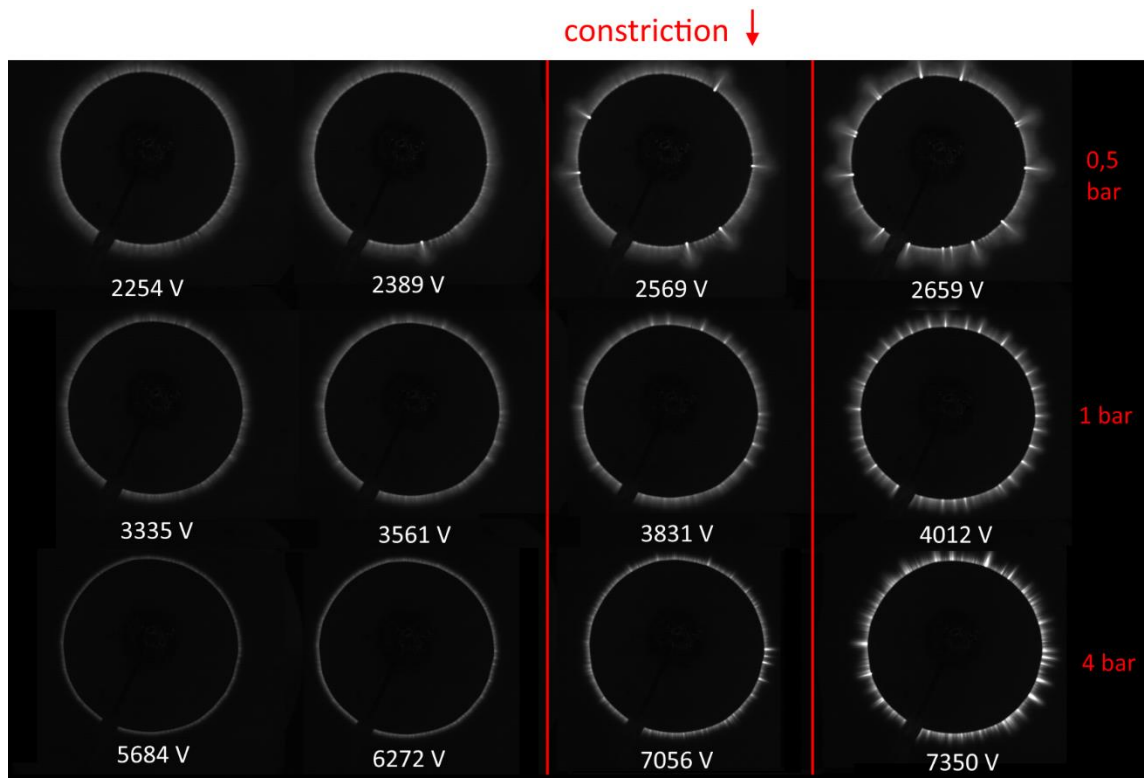 constriction ↓
2254 V 2389 V 2569 V 2659 V
0,5
bar
3335 V 3561 V 3831 V 4012 V
1 bar
5684 V 6272 V 7056 V 7350 V
4 bar